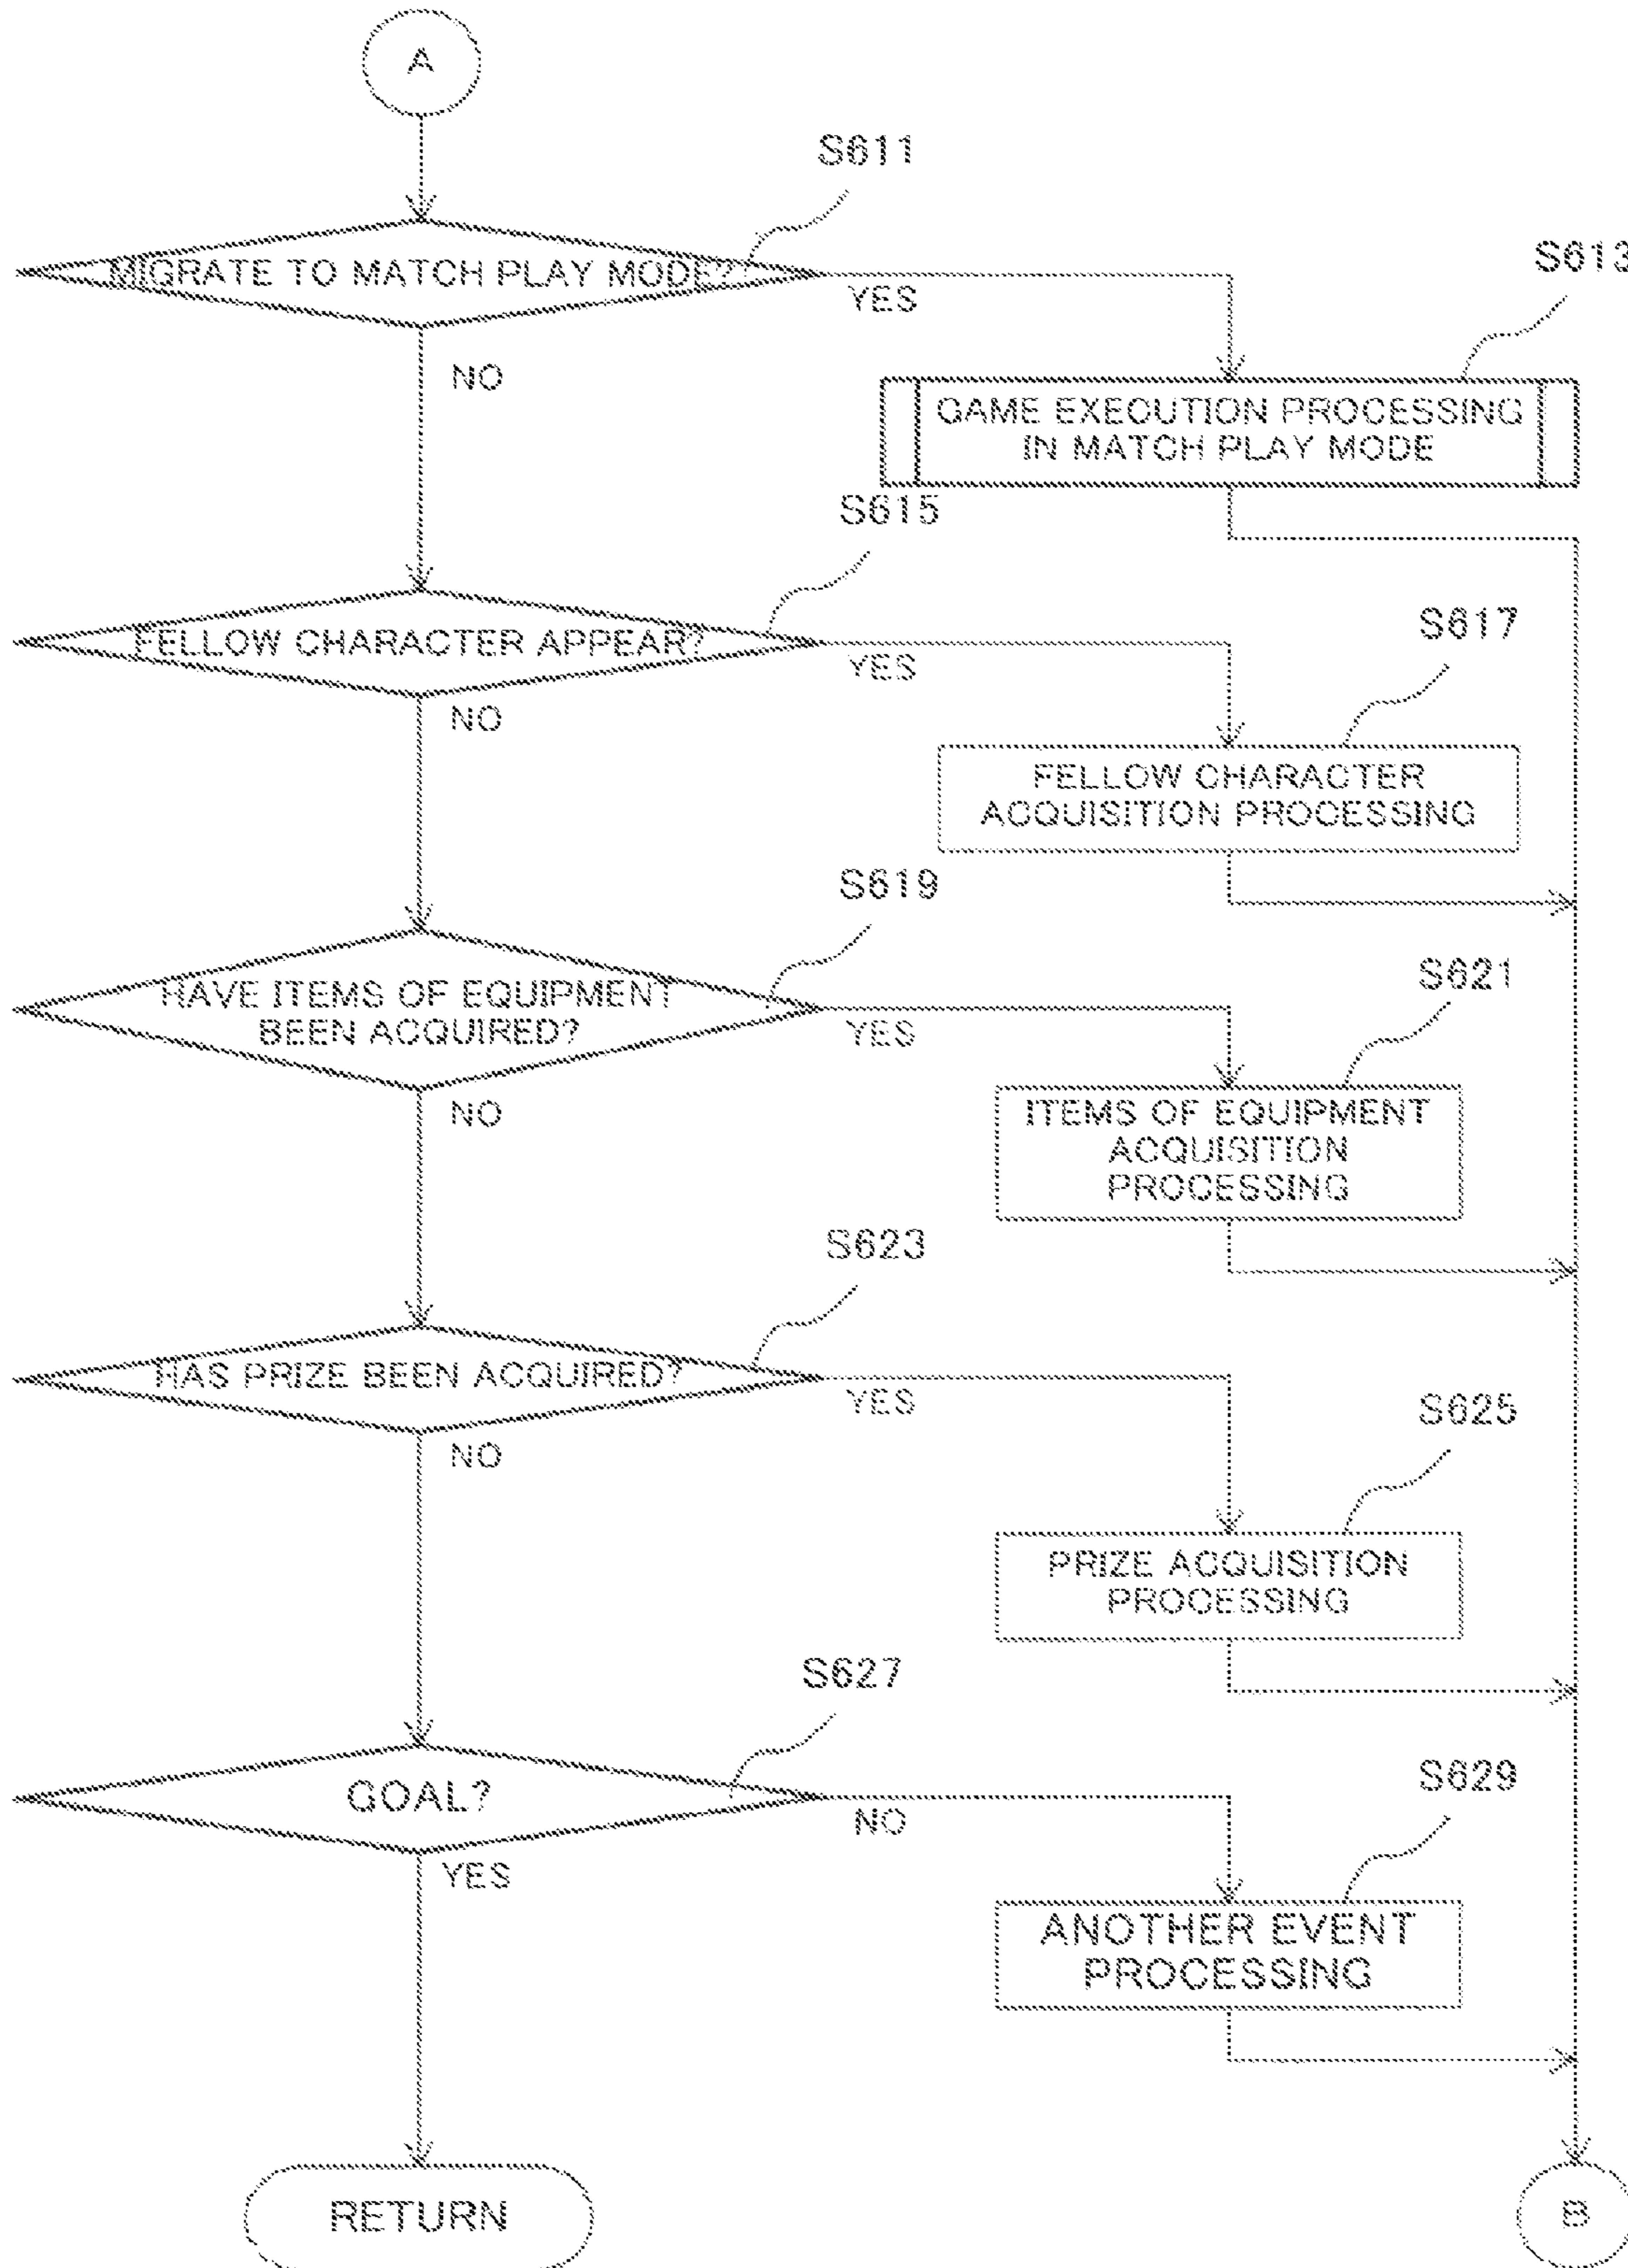 A
S611
MIGRATE TO MATCH PLAY MODE?
YES
NO
S613
GAME EXECUTION PROCESSING
IN MATCH PLAY MODE
S615
FELLOW CHARACTER APPEAR?
YES
NO
S617
FELLOW CHARACTER
ACQUISITION PROCESSING
S619
HAVE ITEMS OF EQUIPMENT
BEEN ACQUIRED?
YES
NO
S621
ITEMS OF EQUIPMENT
ACQUISITION
PROCESSING
S623
HAS PRIZE BEEN ACQUIRED?
YES
NO
S625
PRIZE ACQUISITION
PROCESSING
S627
GOAL?
NO
YES
S629
ANOTHER EVENT
PROCESSING
RETURN
B